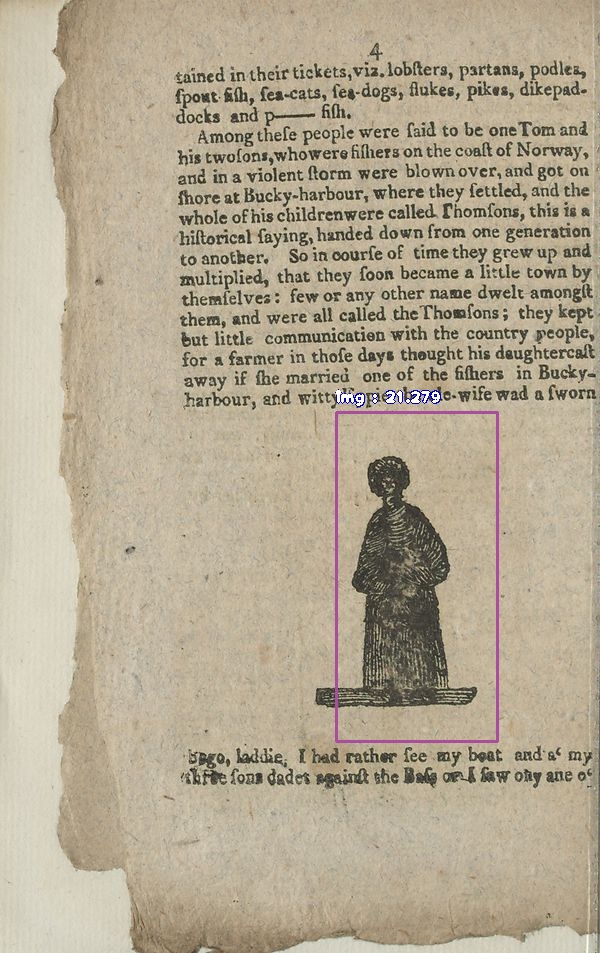 4
tained in their tickets, viz. lobſters, partans, podles,
ſpout fiſh, ſea-cats, ſea-dogs, flukes, pikes, dikepad-
docks and p—— fiſh.
Among theſe people were ſaid to be one Tom and
his two ſons, who were fiſhers on the coaſt of Norway,
and in a violent ſtorm were blown over, and got on
ſhore at Bucky-harbour, where they ſettled, and the
whole of his children were called Thomſons, this is a
hiſtorical ſaying, handed down from one generation
to another. So in courſe of time they grew up and
multiplied, that they ſoon became a little town by
themſelves: few or any other name dwelt amongſt
them, and were all called the Thomſons; they kept
but little communication with the country people,
for a farmer in thoſe days thought his daughter caſt
away if ſhe married one of the fiſhers in Bucky-
harbour, and witty -wife wad a ſworn
img : 21.279
laddie, I had rather ſee my boat and a' my
three ſons dadet againſt the Baſs or I ſaw ony ane o'